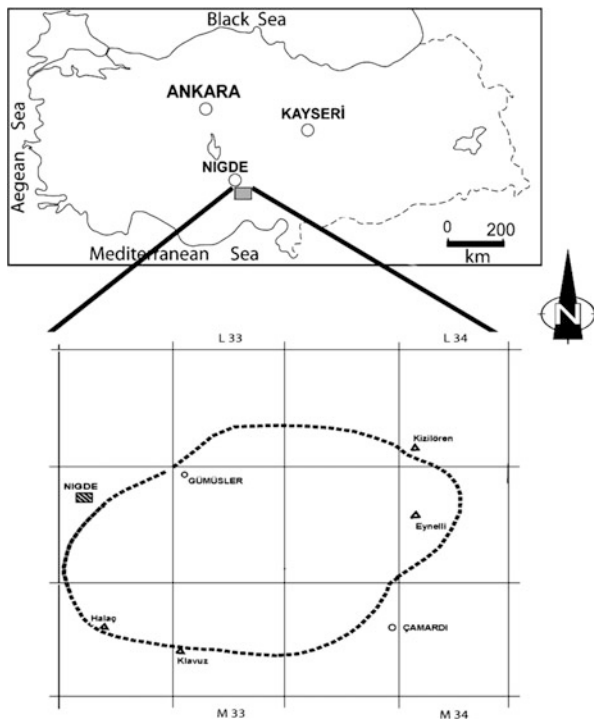 Black Sea
ANKARA
KAYSERİ
Aegean Sea
NIGDE
0 200
km
Mediterranean Sea
N
L 33 L 34
Kizilören
GÜMÜSLER
NIGDE
Eynelli
Halaç
ÇAMARDI
Klavuz
M 33 M 34